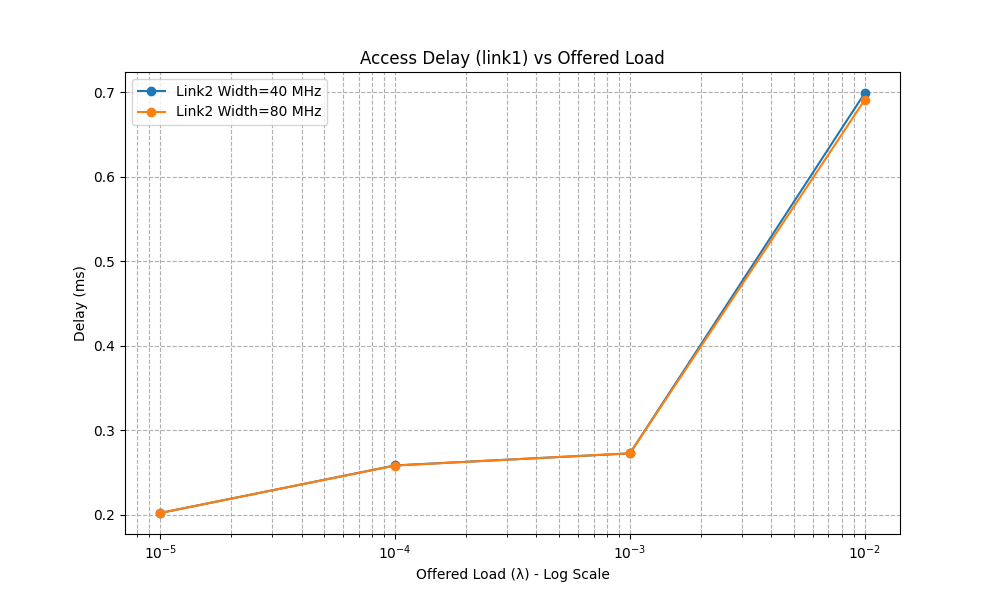 Access Delay (link1) vs Offered Load
Link2 Width=40 MHz
Link2 Width=80 MHz
Delay (ms)
0.7
0.6
0.5
0.4
0.3
0.2
10⁻⁵ 10⁻⁴ 10⁻³ 10⁻²
Offered Load (λ) - Log Scale